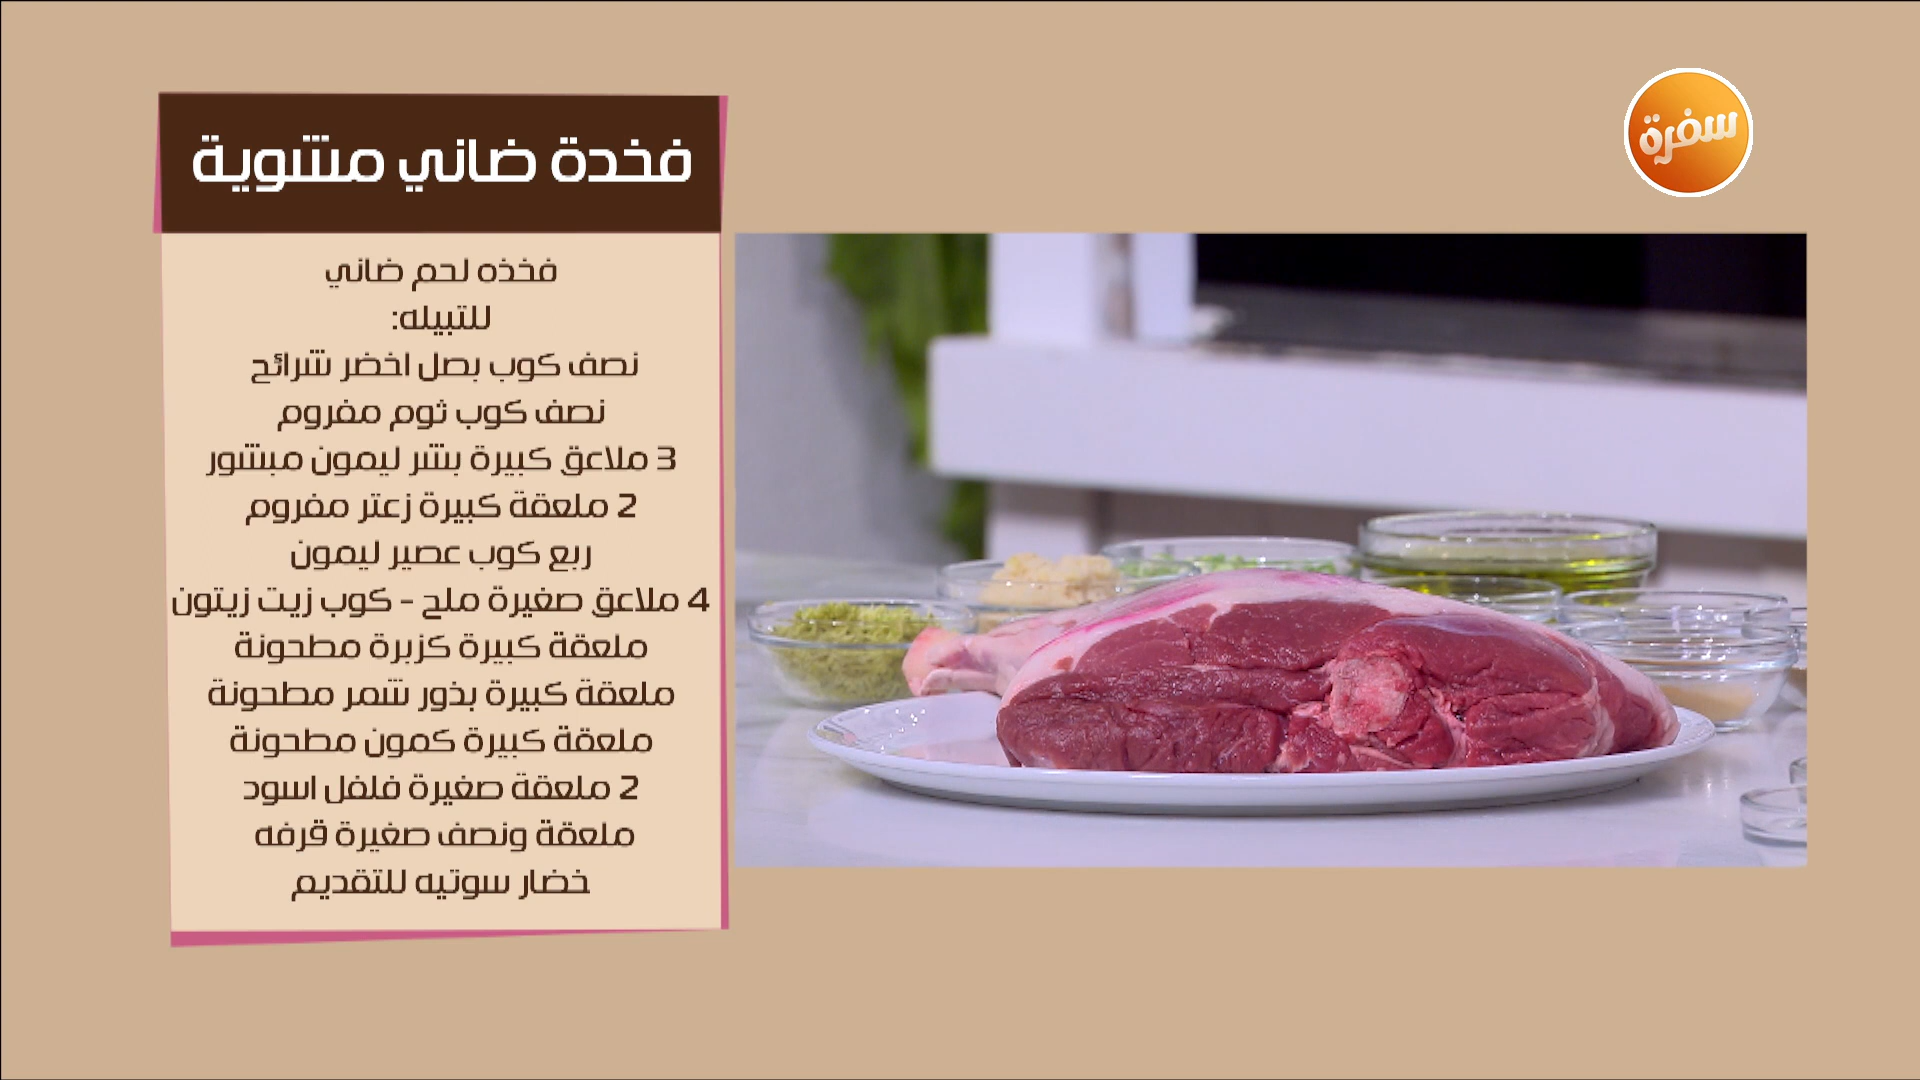 سفرة
فخدة ضاني مشوية
فخذه لحم ضاني
للتبيله:
نصف كوب بصل اخضر شرائح
نصف كوب ثوم مفروم
3 ملاعق كبيرة بشر ليمون مبشور
2 ملعقة كبيرة زعتر مفروم
ربع كوب عصير ليمون
4 ملاعق صغيرة ملح - كوب زيت زيتون
ملعقة كبيرة كزبرة مطحونة
ملعقة كبيرة بذور شمر مطحونة
ملعقة كبيرة كمون مطحونة
2 ملعقة صغيرة فلفل اسود
ملعقة ونصف صغيرة قرفه
خضار سوتيه للتقديم